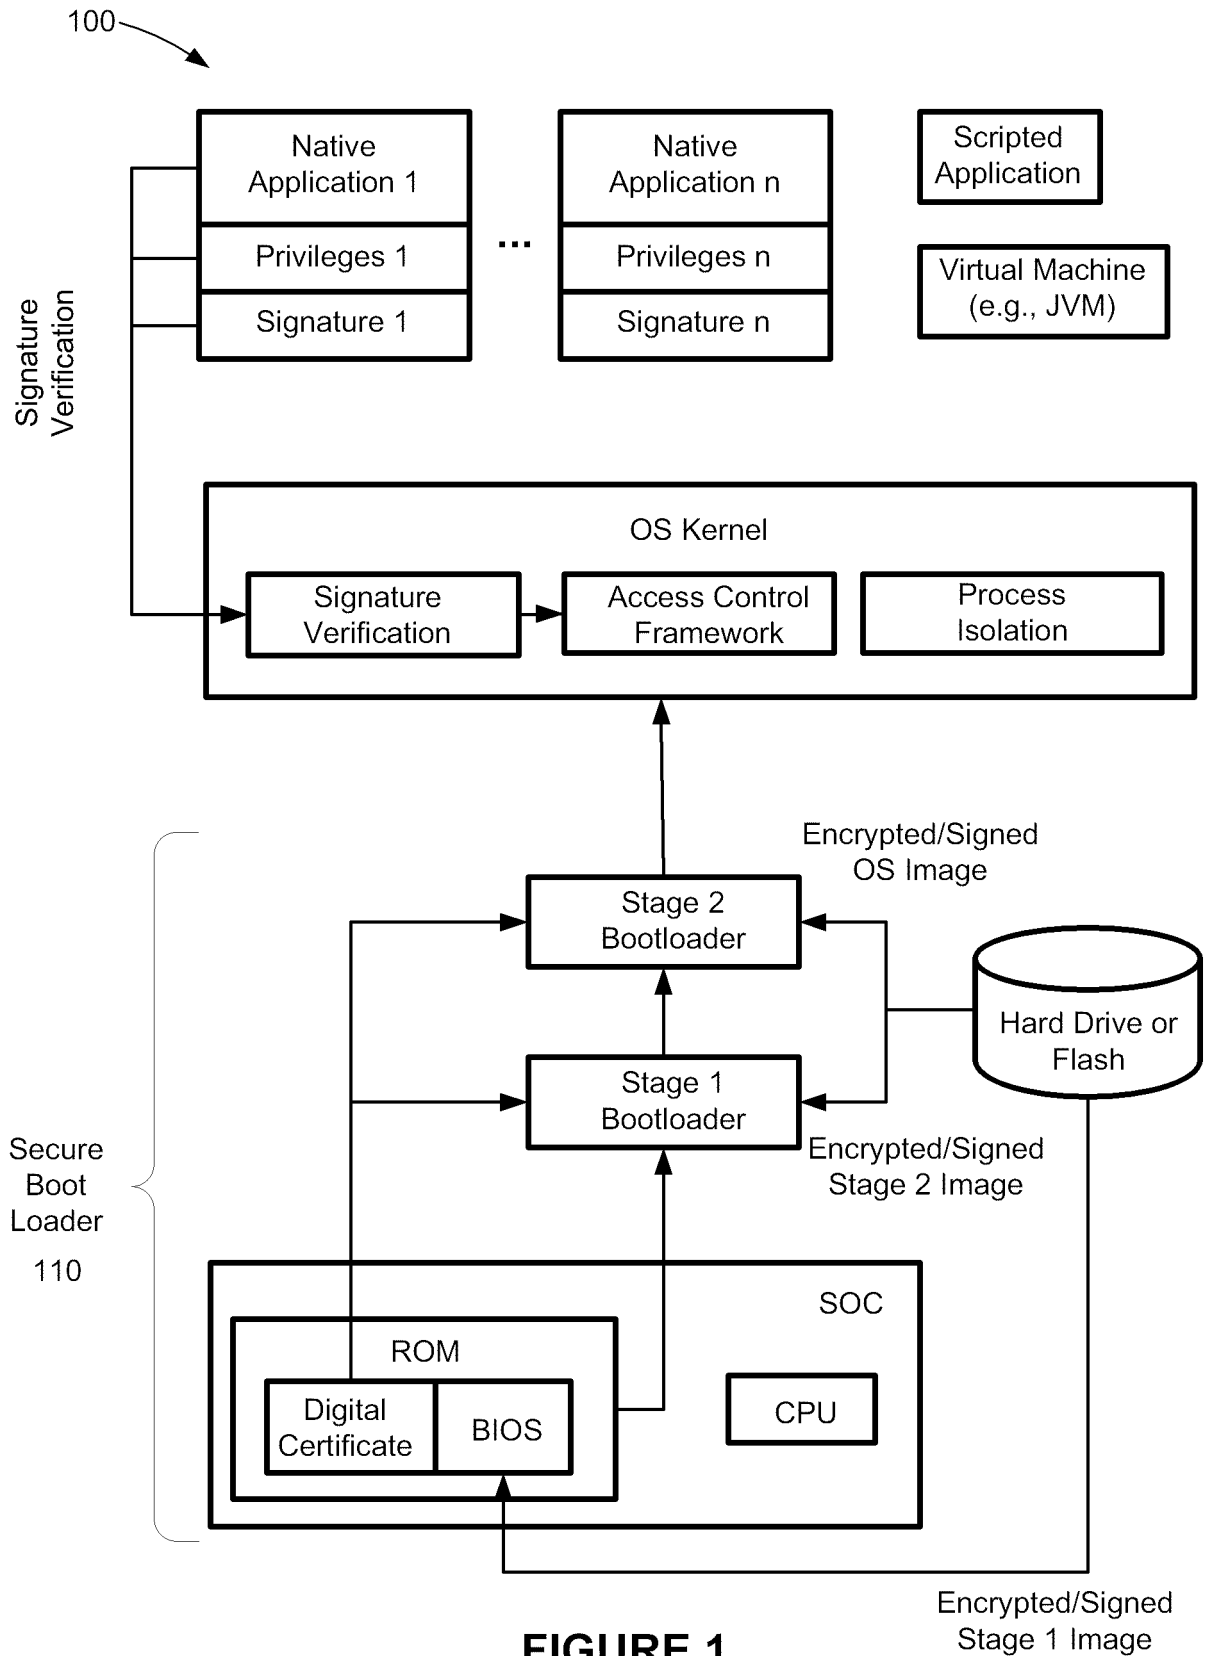 100
Native
Application 1
Privileges 1
Signature 1
...
Native
Application n
Privileges n
Signature n
Scripted
Application
Virtual Machine
(e.g., JVM)
Signature
Verification
OS Kernel
Signature
Verification
Access Control
Framework
Process
Isolation
Encrypted/Signed
OS Image
Stage 2
Bootloader
Hard Drive or
Flash
Stage 1
Bootloader
Encrypted/Signed
Stage 2 Image
Secure
Boot
Loader
110
SOC
ROM
Digital
Certificate
BIOS
CPU
Encrypted/Signed
Stage 1 Image
FIGURE 1